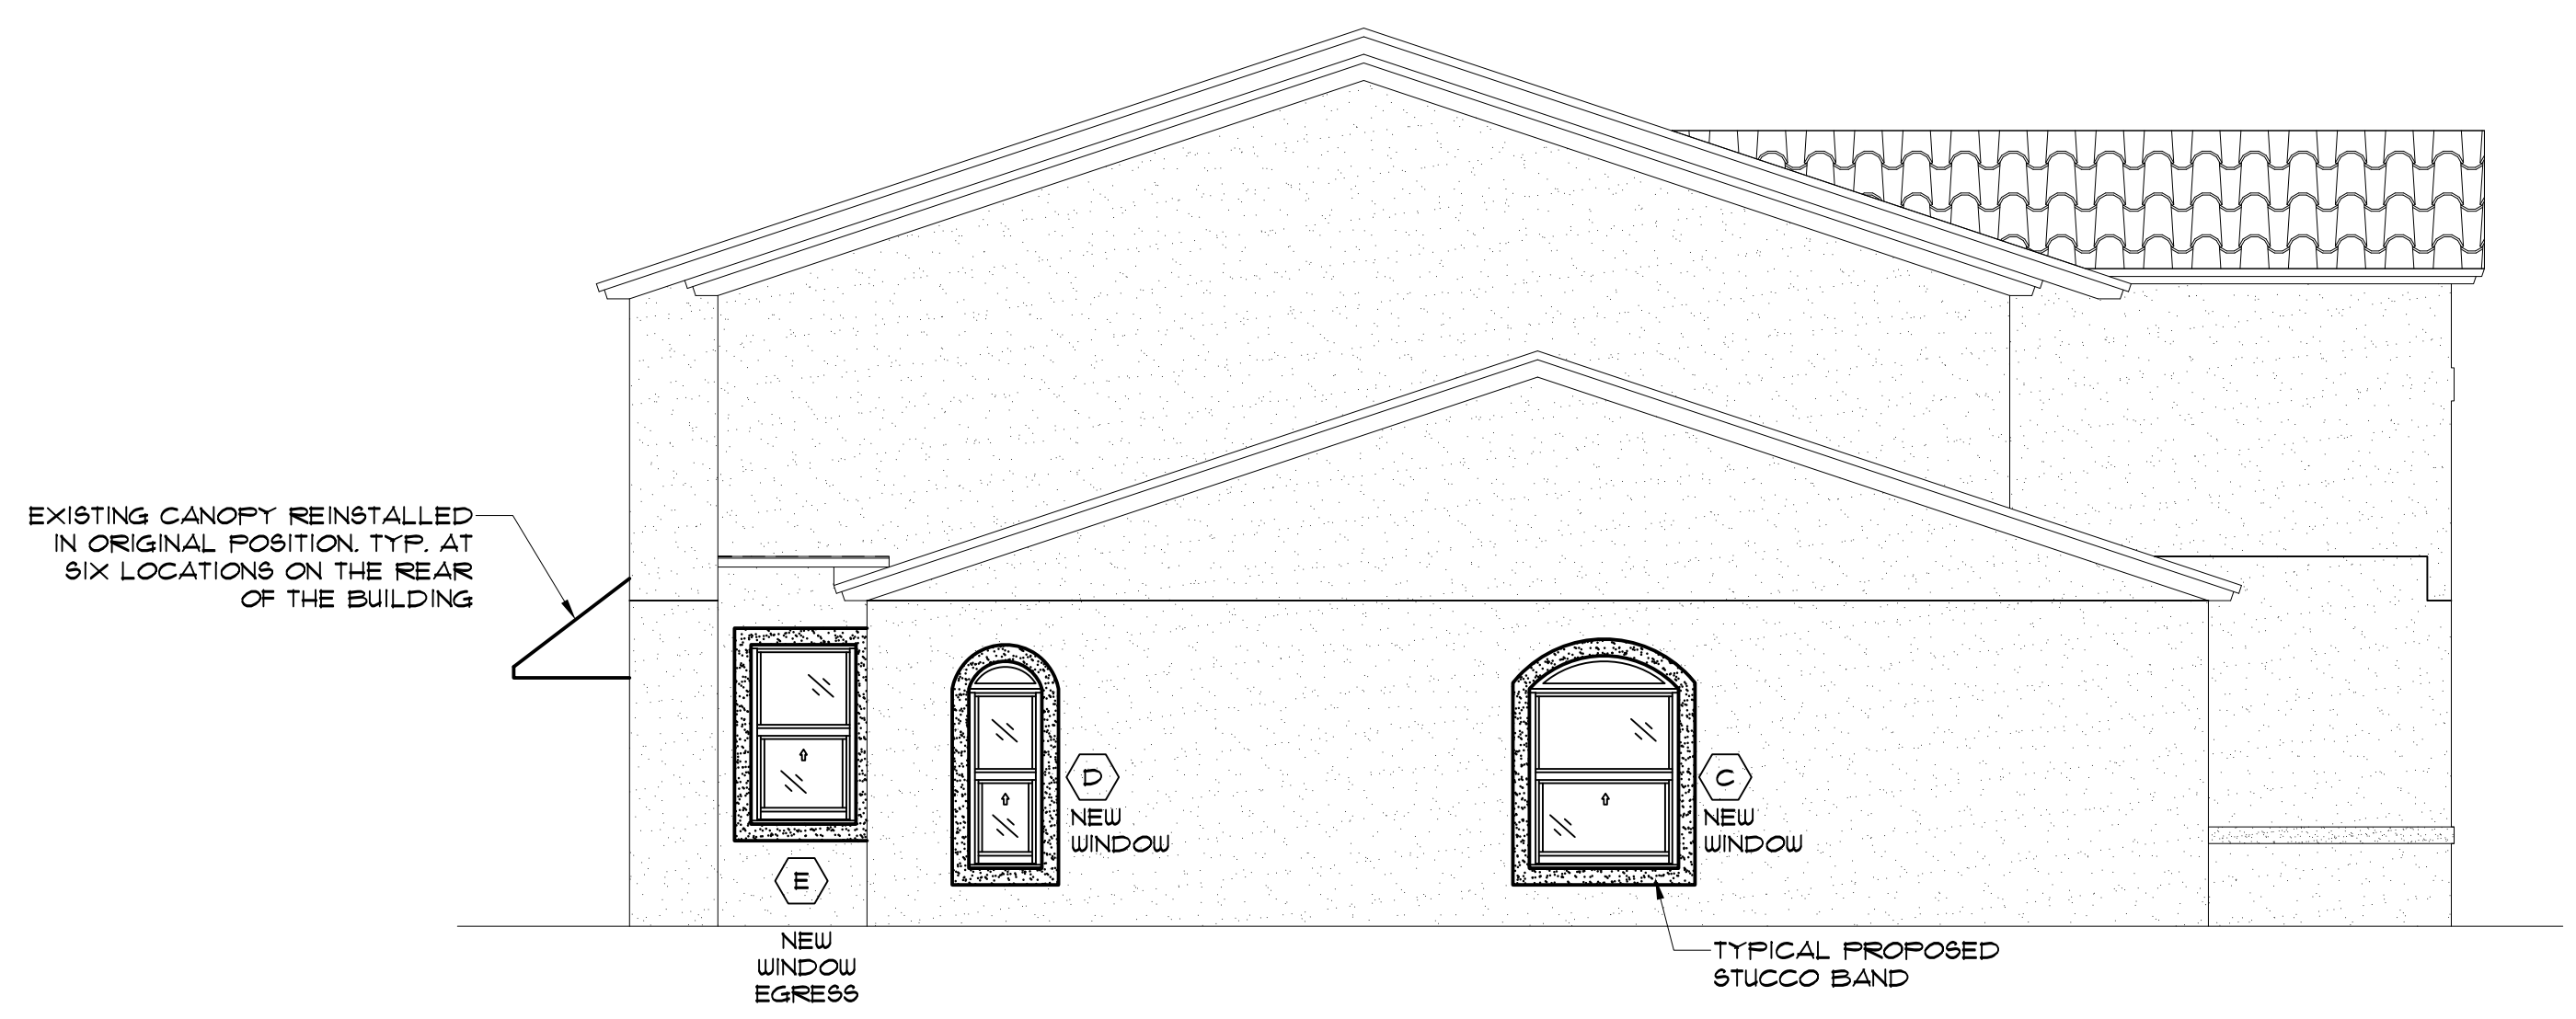 EXISTING CANOPY REINSTALLED
IN ORIGINAL POSITION. TYP. AT
SIX LOCATIONS ON THE REAR
OF THE BUILDING
D
NEW
WINDOW
C
NEW
WINDOW
E
NEW
WINDOW
EGRESS
TYPICAL PROPOSED
STUCCO BAND